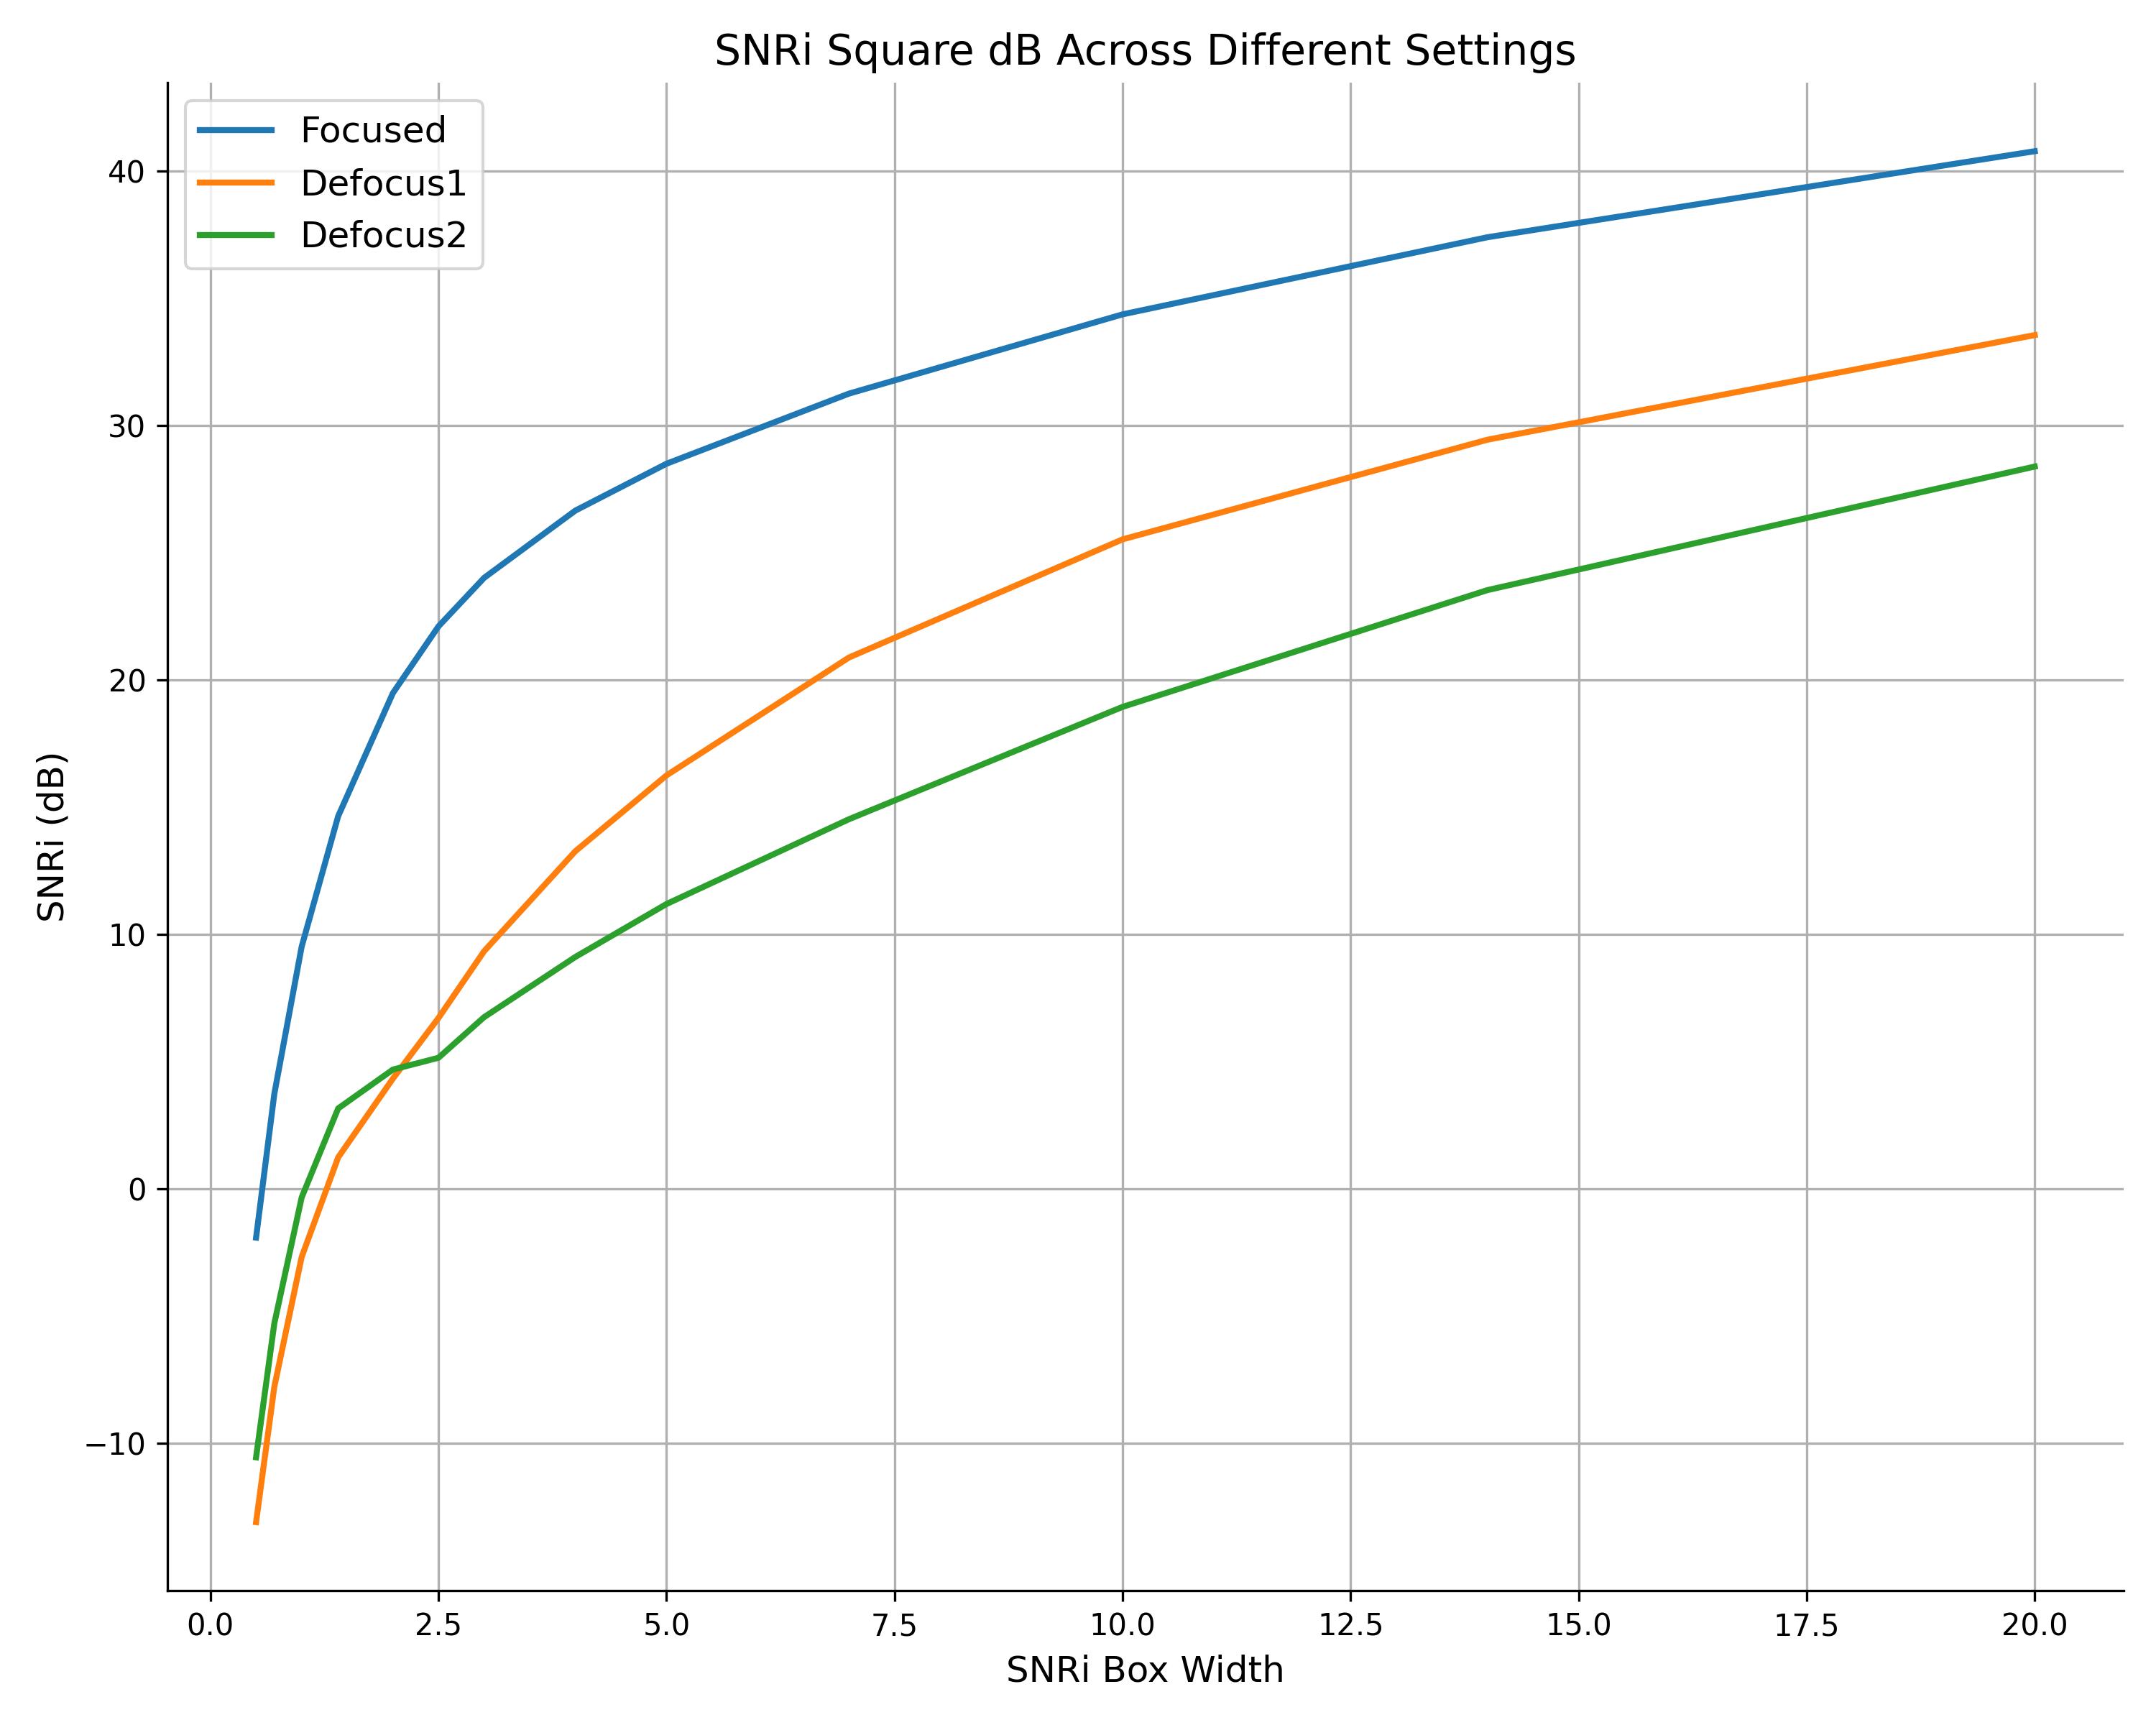 SNRi Square dB Across Different Settings
Focused
Defocus1
Defocus2
40
30
20
10
0
−10
SNRi (dB)
0.0 2.5 5.0 7.5 10.0 12.5 15.0 17.5 20.0
SNRi Box Width